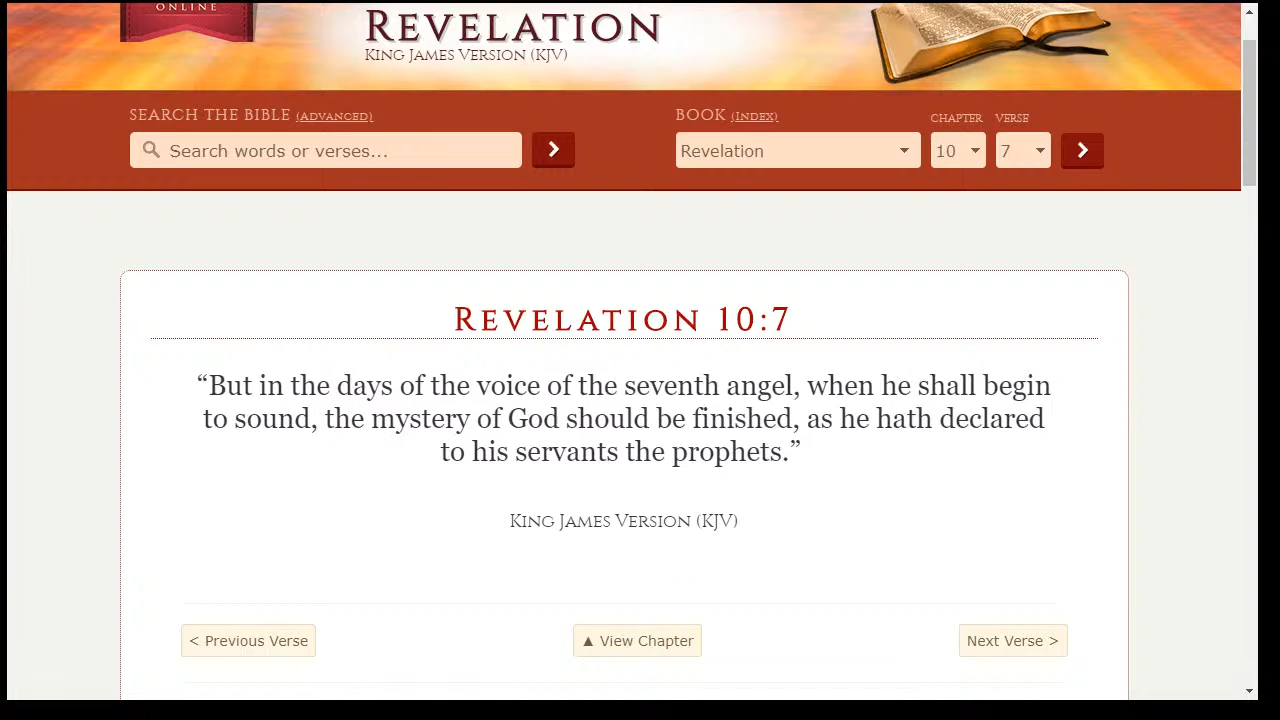 ONLINE
REVELATION
KING JAMES VERSION (KJV)
SEARCH THE BIBLE (ADVANCED)
BOOK (INDEX)
CHAPTER VERSE
Search words or verses...
Revelation
10
7
REVELATION 10:7
“But in the days of the voice of the seventh angel, when he shall begin
to sound, the mystery of God should be finished, as he hath declared
to his servants the prophets.”
KING JAMES VERSION (KJV)
< Previous Verse
▲ View Chapter
Next Verse >